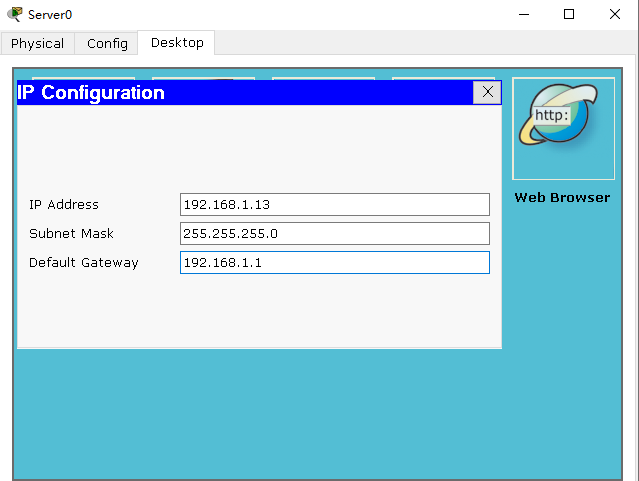 Server0
Physical Config Desktop
IP Configuration
http:
IP Address 192.168.1.13
Web Browser
Subnet Mask 255.255.255.0
Default Gateway 192.168.1.1